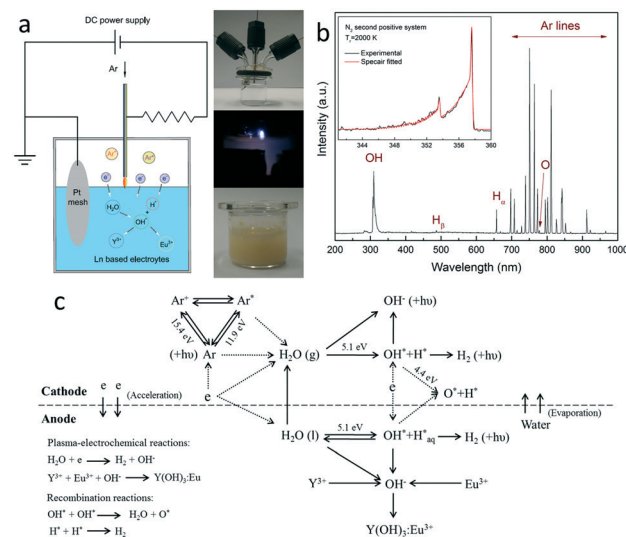 a
DC power supply
Ar
Ar⁺
Ar*
e⁻ e⁻ e⁻
H₂O
H*
OH⁻
Y³⁺
Eu³⁺
Pt
mesh
Ln based electroytes
b
N₂ second positive system
Tᵣ=2000 K
Experimental
Specair fitted
344 348 352 356 360
Ar lines
OH
Hβ
Hα
O
Intensity (a.u.)
200 300 400 500 600 700 800 900 1000
Wavelength (nm)
c
Ar⁺ Ar*
15.4 eV 11.9 eV
(+hυ) Ar
OH⁻ (+hυ)
H₂O (g) 5.1 eV OH*+H* H₂ (+hυ)
Cathode
e e (Acceleration)
e
e
4.4 eV
O*+H*
Anode
Water (Evaporation)
H₂O (l) 5.1 eV OH*+H*aq H₂ (+hυ)
Plasma-electrochemical reactions:
H₂O + e → H₂ + OH⁻
Y³⁺ + Eu³⁺ + OH⁻ → Y(OH)₃:Eu
Recombination reactions:
OH* + OH* → H₂O + O*
H* + H* → H₂
Y³⁺ OH⁻ Eu³⁺
Y(OH)₃:Eu³⁺